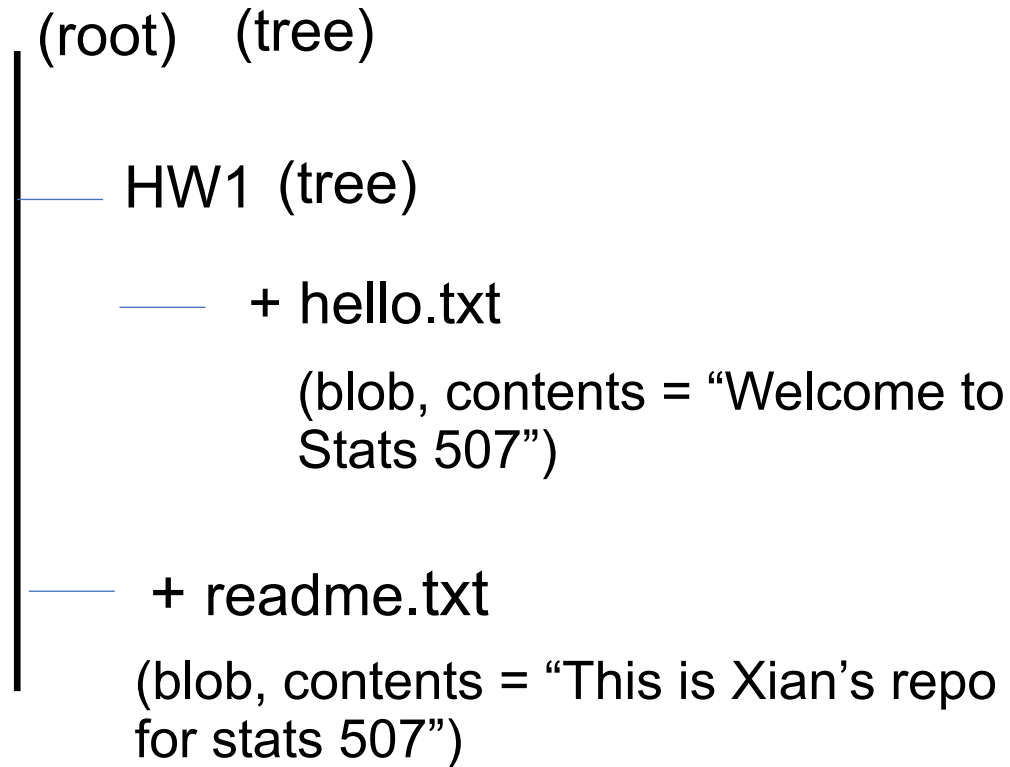 (root) (tree)
HW1 (tree)
+ hello.txt
(blob, contents = “Welcome to
Stats 507”)
+ readme.txt
(blob, contents = “This is Xian’s repo
for stats 507”)